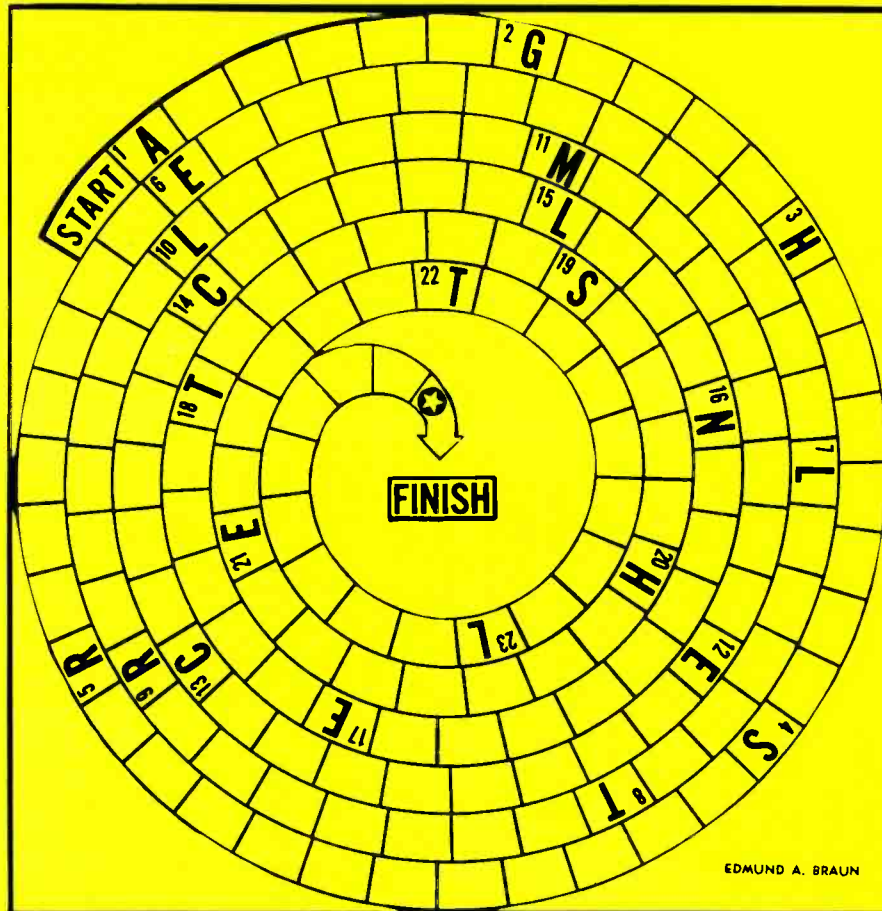 START
1 A
2 G
3 H
4 S
5 R
6 E
7 L
8 T
9 R
10 L
11 M
12 E
13 C
14 C
15 L
16 N
17 E
18 T
19 S
20 H
21 E
22 T
23 L
FINISH
EDMUND A. BRAUN